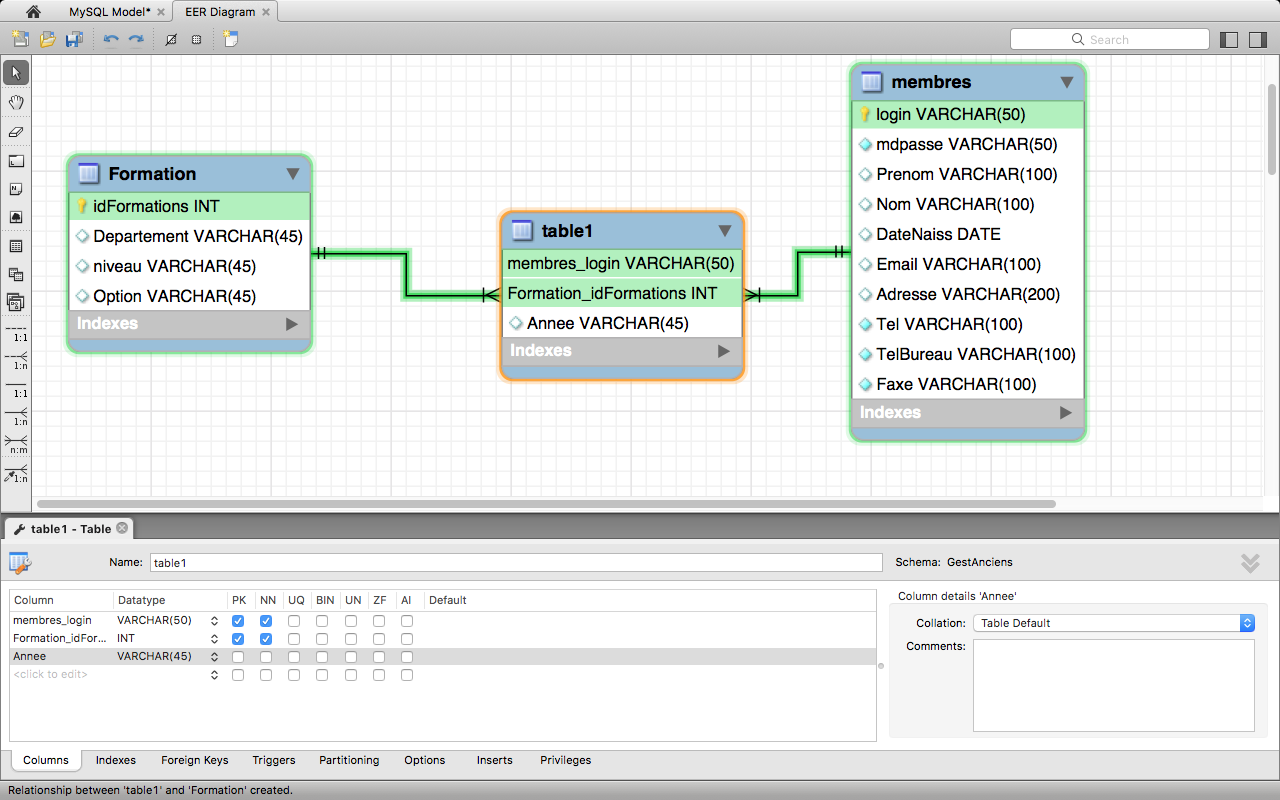 MySQL Model*
EER Diagram
Search
Formation
idFormations INT
Departement VARCHAR(45)
niveau VARCHAR(45)
Option VARCHAR(45)
Indexes
table1
membres_login VARCHAR(50)
Formation_idFormations INT
Annee VARCHAR(45)
Indexes
membres
login VARCHAR(50)
mdpasse VARCHAR(50)
Prenom VARCHAR(100)
Nom VARCHAR(100)
DateNaiss DATE
Email VARCHAR(100)
Adresse VARCHAR(200)
Tel VARCHAR(100)
TelBureau VARCHAR(100)
Faxe VARCHAR(100)
Indexes
1:1
1:n
1:1
1:n
n:m
1:n
table1 - Table
Name: table1
Schema: GestAnciens
Column Datatype PK NN UQ BIN UN ZF AI Default
membres_login VARCHAR(50)
Formation_idFor... INT
Annee VARCHAR(45)
<click to edit>
Column details 'Annee'
Collation: Table Default
Comments:
Columns Indexes Foreign Keys Triggers Partitioning Options Inserts Privileges
Relationship between 'table1' and 'Formation' created.